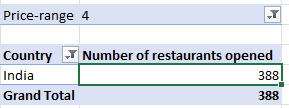 Price-range 4
Country Number of restaurants opened
India 388
Grand Total 388